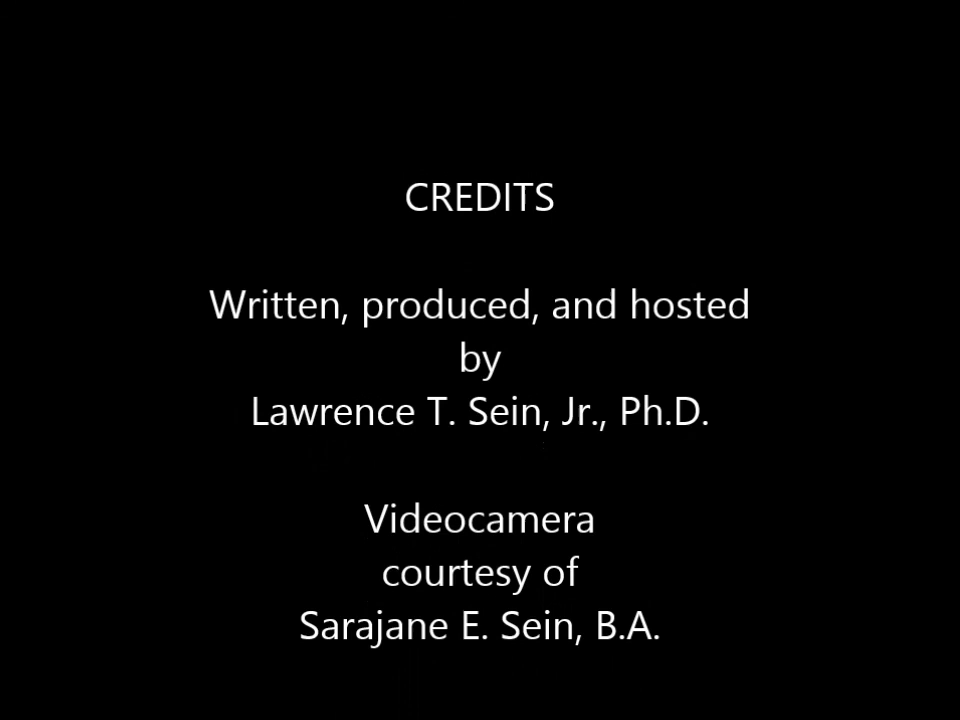 CREDITS
Written, produced, and hosted
by
Lawrence T. Sein, Jr., Ph.D.
Videocamera
courtesy of
Sarajane E. Sein, B.A.